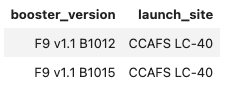 booster_version launch_site
F9 v1.1 B1012 CCAFS LC-40
F9 v1.1 B1015 CCAFS LC-40